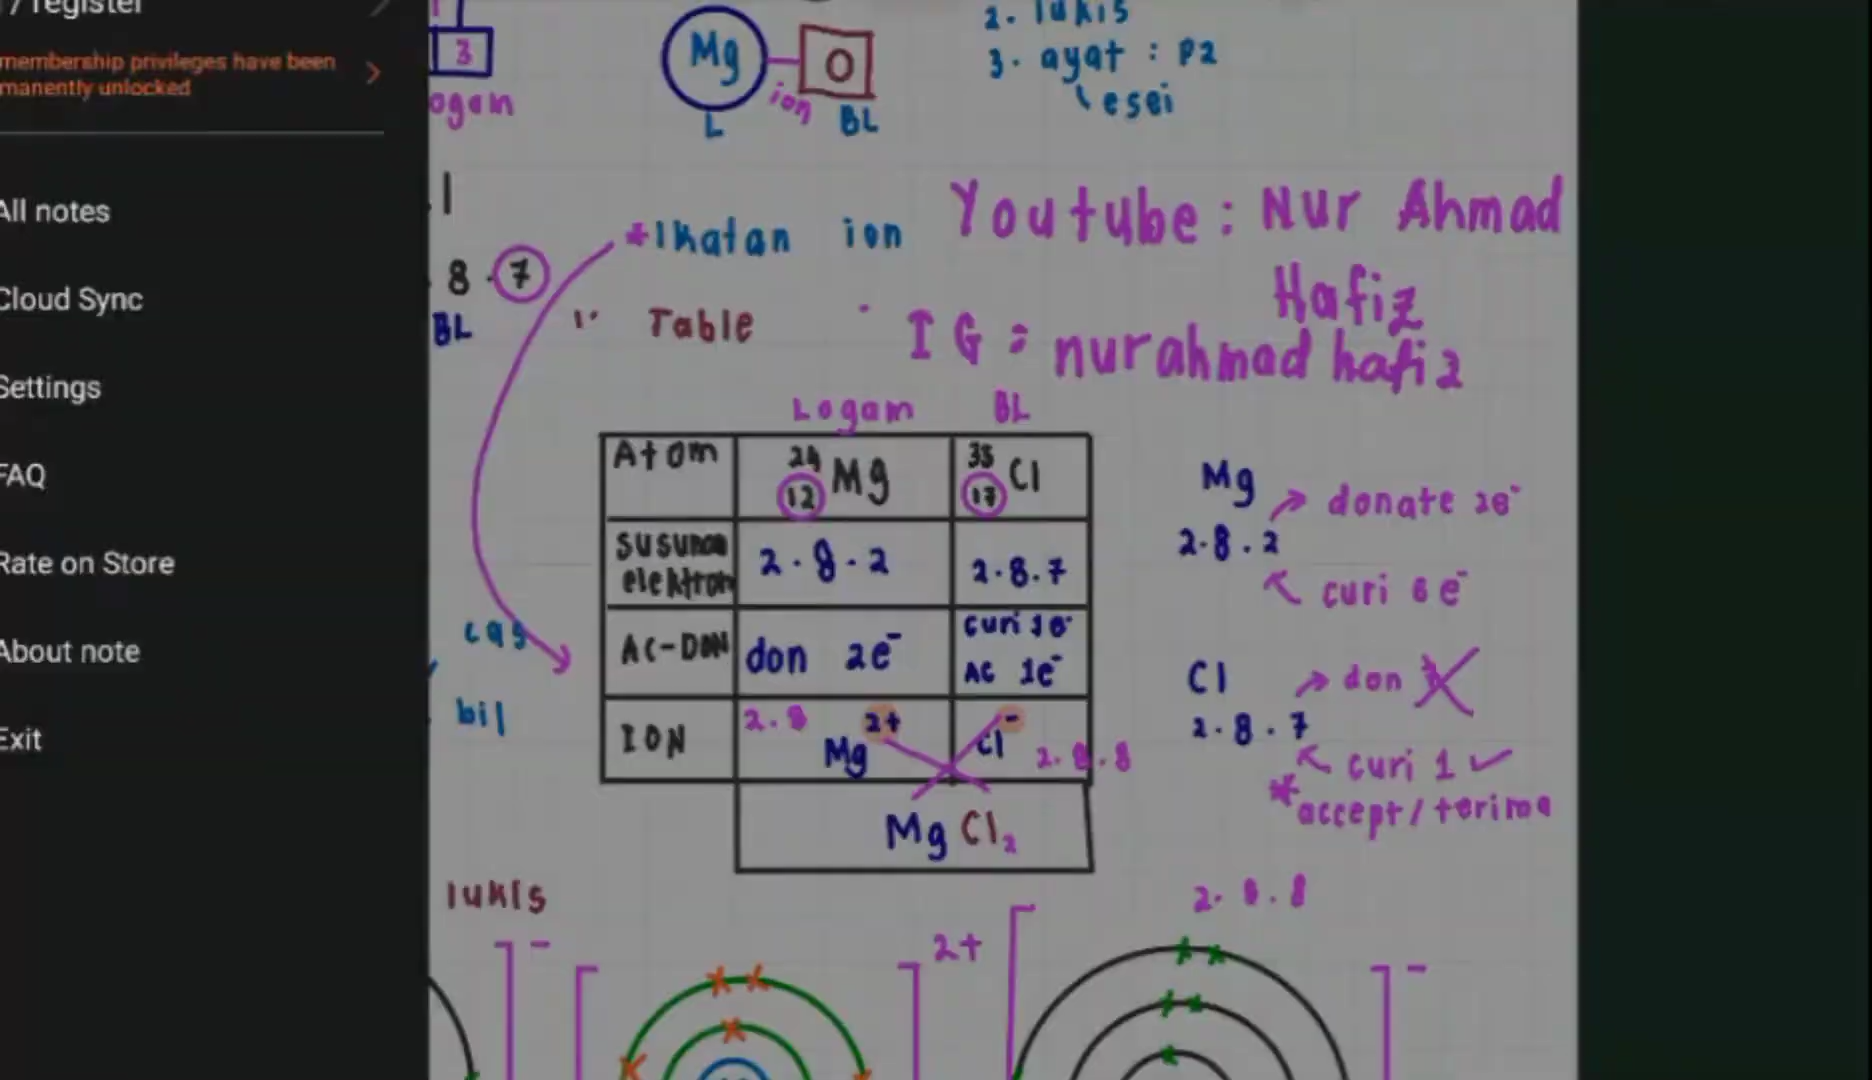 / register
membership privileges have been
manently unlocked
All notes
Cloud Sync
Settings
FAQ
Rate on Store
About note
Exit
3
ogam
Mg
O
ion
L
BL
2. lukis
3. ayat : P2
esei
8 . 7
BL
*Ikatan ion
Youtube : Nur Ahmad
Hafiz
1. Table
IG = nurahmad hafiz
Logam BL
Atom
24
12 Mg
35
17 Cl
susunan
elektron
2.8.2
2.8.7
AC-DON
don 2e⁻
curi 1e⁻
AC 1e⁻
ION
2.8
Mg²⁺
Cl⁻
2.8.8
MgCl₂
Mg
donate 2e⁻
2.8.2
curi 6e⁻
Cl
don
2.8.7
curi 1 ✓
*accept/terima
cas
bil
lukis
2.8.8
-
2+
-